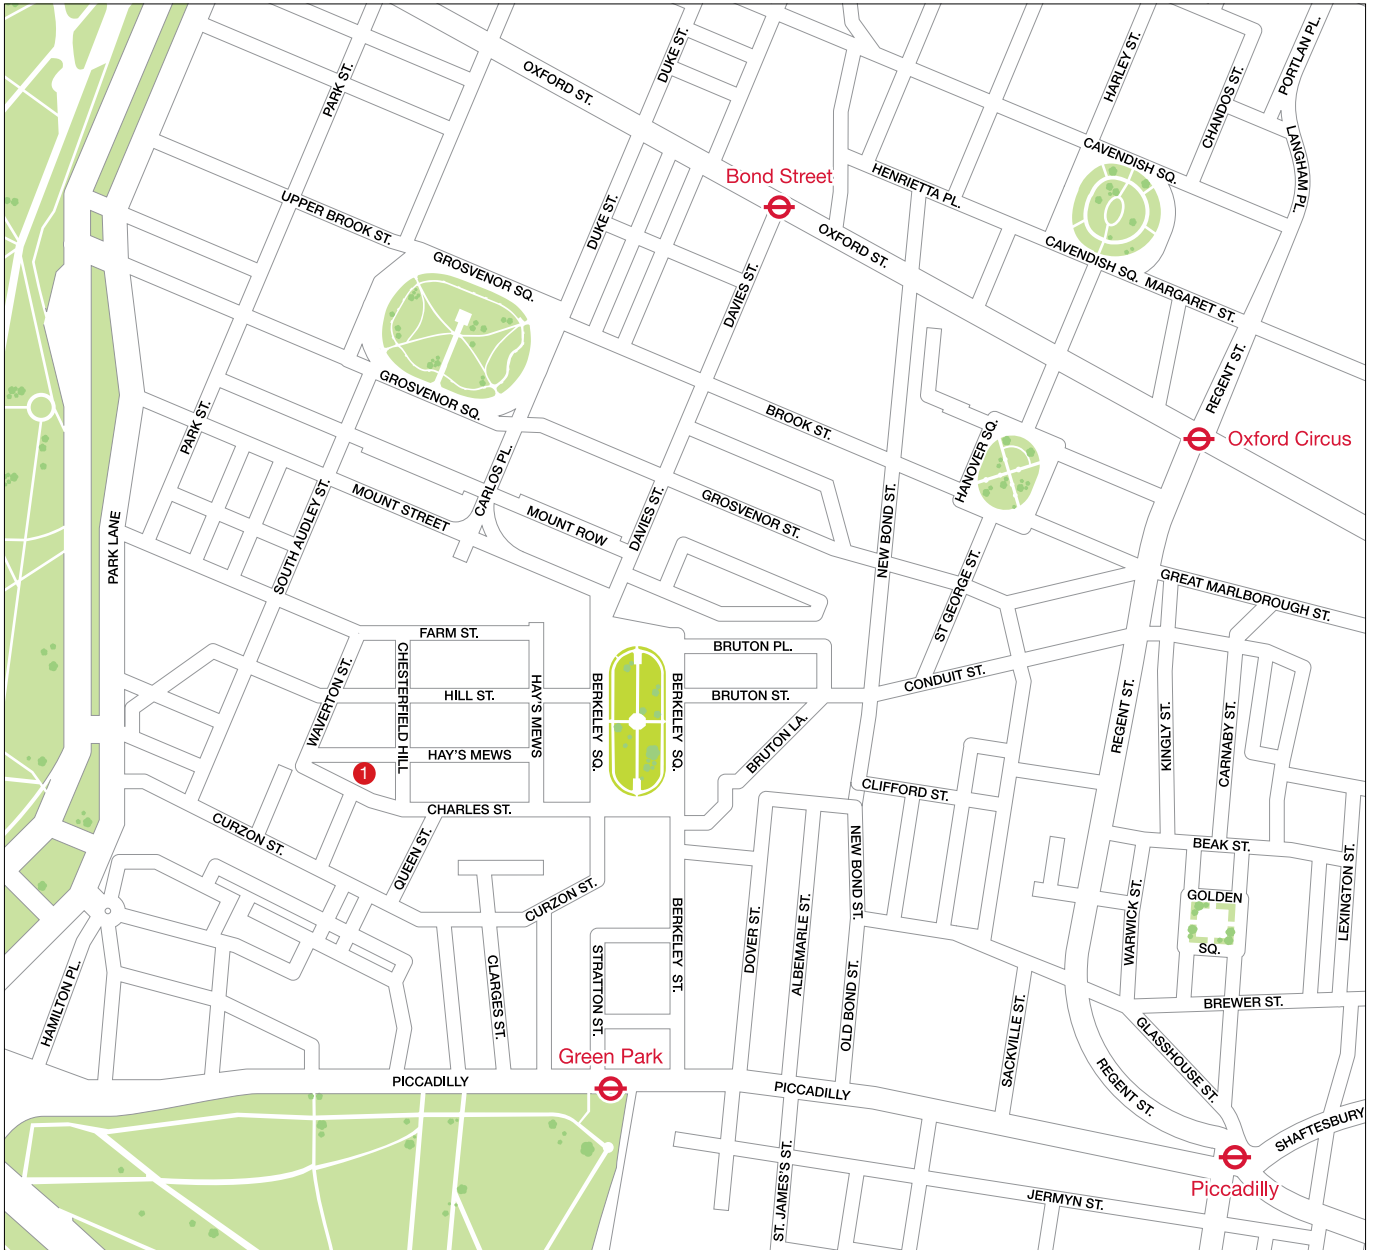 OXFORD ST.
DUKE ST.
PARK ST.
HARLEY ST.
CHANDOS ST.
PORTLAN PL.
LANGHAM PL.
CAVENDISH SQ.
HENRIETTA PL.
Bond Street
UPPER BROOK ST.
DUKE ST.
OXFORD ST.
CAVENDISH SQ.
MARGARET ST.
GROSVENOR SQ.
DAVIES ST.
REGENT ST.
GROSVENOR SQ.
BROOK ST.
PARK ST.
HANOVER SQ.
Oxford Circus
CARLOS PL.
MOUNT STREET
MOUNT ROW
DAVIES ST.
GROSVENOR ST.
NEW BOND ST.
SOUTH AUDLEY ST.
PARK LANE
ST GEORGE ST.
GREAT MARLBOROUGH ST.
FARM ST.
BRUTON PL.
WAVERTON ST.
CHESTERFIELD HILL
HILL ST.
HAY'S MEWS
BERKELEY SQ.
BERKELEY SQ.
BRUTON ST.
CONDUIT ST.
REGENT ST.
KINGLY ST.
CARNABY ST.
HAY'S MEWS
BRUTON LA.
1
CHARLES ST.
CLIFFORD ST.
CURZON ST.
QUEEN ST.
NEW BOND ST.
BEAK ST.
LEXINGTON ST.
CURZON ST.
BERKELEY ST.
DOVER ST.
ALBEMARLE ST.
WARWICK ST.
GOLDEN
SQ.
HAMILTON PL.
CLARGES ST.
STRATTON ST.
OLD BOND ST.
SACKVILLE ST.
BREWER ST.
GLASSHOUSE ST.
REGENT ST.
Green Park
PICCADILLY
PICCADILLY
SHAFTESBURY
ST. JAMES'S ST.
JERMYN ST.
Piccadilly